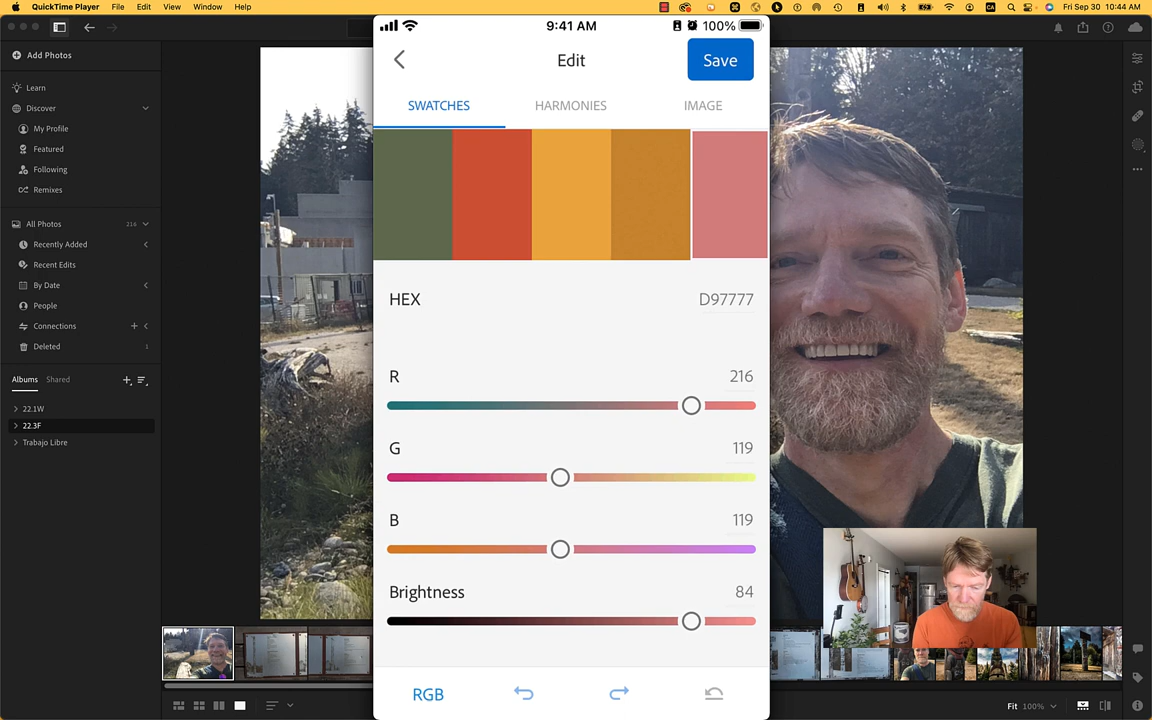 QuickTime Player File Edit View Window Help Fri Sep 30 10:44 AM
Add Photos
Learn
Discover
My Profile
Featured
Following
Remixes
All Photos 216
Recently Added
Recent Edits
By Date
People
Connections
Deleted 1
Albums Shared
22.1W
22.3F
Trabajo Libre
9:41 AM 100%
Edit Save
SWATCHES HARMONIES IMAGE
HEX D97777
R 216
G 119
B 119
Brightness 84
RGB
Fit 100%